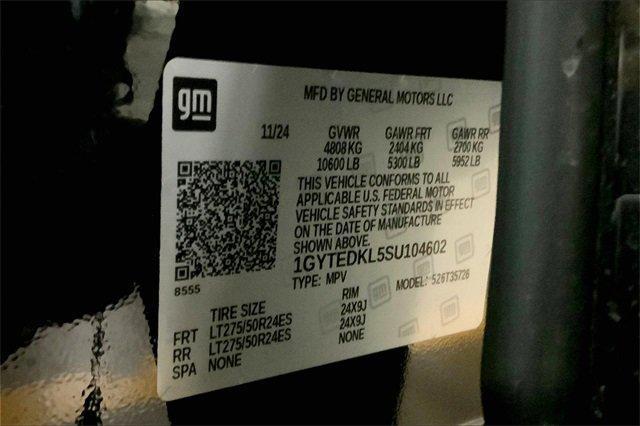 gm
MFD BY GENERAL MOTORS LLC
11/24 GVWR GAWR FRT GAWR RR
4808 KG 2404 KG 2700 KG
10600 LB 5300 LB 5952 LB
THIS VEHICLE CONFORMS TO ALL
APPLICABLE U.S. FEDERAL MOTOR
VEHICLE SAFETY STANDARDS IN EFFECT
ON THE DATE OF MANUFACTURE
SHOWN ABOVE.
1GYTEDKL5SU104602
8555
TYPE: MPV MODEL: 526T35726
TIRE SIZE RIM
FRT LT275/50R24ES 24X9J
RR LT275/50R24ES 24X9J
SPA NONE NONE